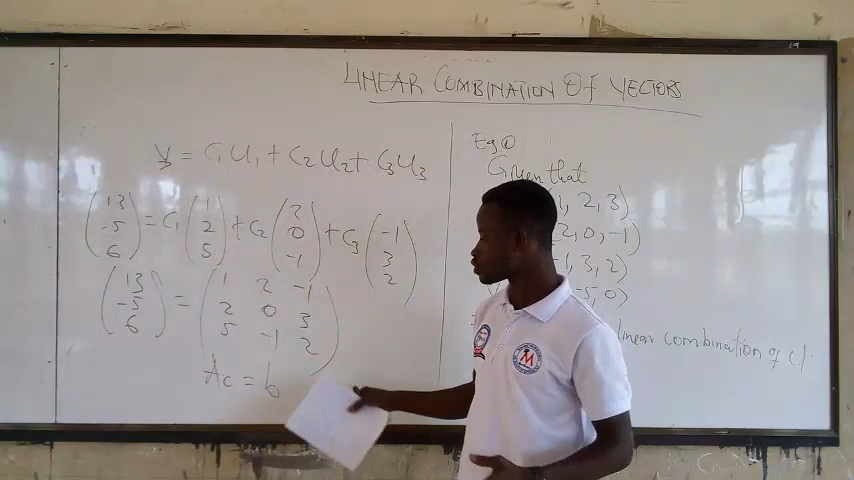 LINEAR COMBINATION OF VECTORS
y = C1U1 + C2U2 + C3U3
(13 -5 6) = C1 (1 2 5) + C2 (2 0 -1) + C3 (-1 3 2)
(13 -5 6) = (1 2 -1
2 0 3
5 -1 2)
Ac = b
Eg ①
Given that
1, 2, 3)
2, 0, -1)
-1, 3, 2)
-5, 0)
linear combination of U